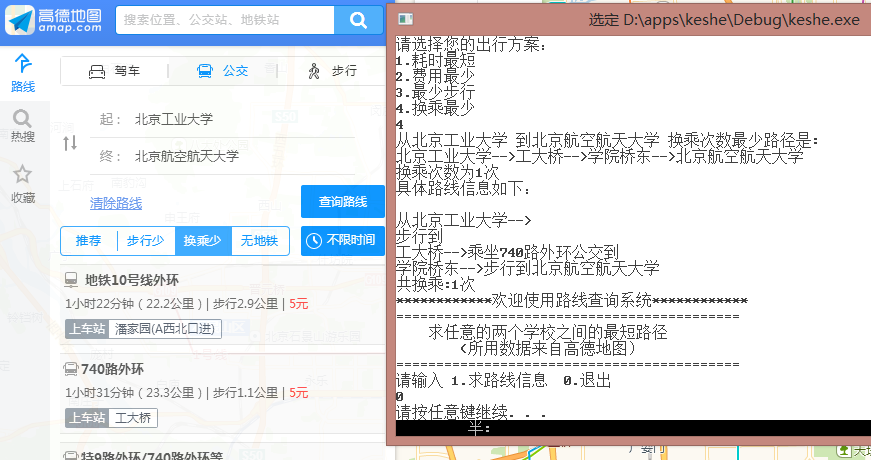 高德地图
amap.com
搜索位置、公交站、地铁站
路线
热搜
收藏
驾车
公交
步行
起： 北京工业大学
终： 北京航空航天大学
清除路线
查询路线
推荐
步行少
换乘少
无地铁
不限时间
地铁10号线外环
1小时22分钟（22.2公里）| 步行2.9公里 | 5元
上车站 潘家园(A西北口进)
740路外环
1小时31分钟（23.3公里）| 步行1.1公里 | 5元
上车站 工大桥
特9路外环/740路外环等
选定 D:\apps\keshe\Debug\keshe.exe
请选择您的出行方案：
1.耗时最短
2.费用最少
3.最少步行
4.换乘最少
4
从北京工业大学 到北京航空航天大学 换乘次数最少路径是：
北京工业大学-->工大桥-->学院桥东-->北京航空航天大学
换乘次数为1次
具体路线信息如下：
从北京工业大学-->
步行到
工大桥-->乘坐740路外环公交到
学院桥东-->步行到北京航空航天大学
共换乘:1次
************欢迎使用路线查询系统************
===========================================
求任意的两个学校之间的最短路径
（所用数据来自高德地图）
===========================================
请输入 1.求路线信息 0.退出
0
请按任意键继续. . .
半：